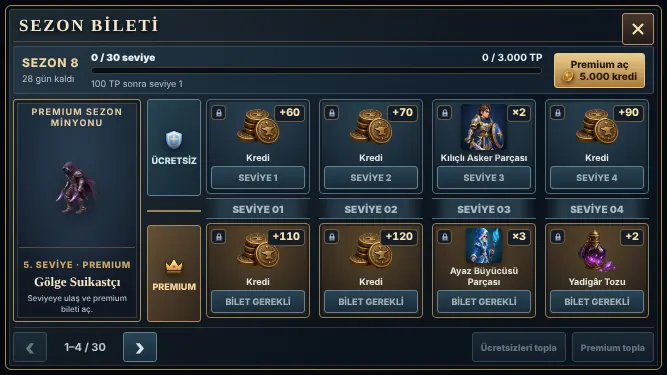 SEZON BİLETİ
SEZON 8
28 gün kaldı
0 / 30 seviye
0 / 3.000 TP
100 TP sonra seviye 1
Premium aç
5.000 kredi
PREMIUM SEZON
MİNYONU
5. SEVİYE · PREMIUM
Gölge Suikastçı
Seviyeye ulaş ve premium
bileti aç.
ÜCRETSİZ
+60
Kredi
SEVİYE 1
+70
Kredi
SEVİYE 2
×2
Kılıçlı Asker Parçası
SEVİYE 3
+90
Kredi
SEVİYE 4
SEVİYE 01
SEVİYE 02
SEVİYE 03
SEVİYE 04
PREMIUM
+110
Kredi
BİLET GEREKLİ
+120
Kredi
BİLET GEREKLİ
×3
Ayaz Büyücüsü
Parçası
BİLET GEREKLİ
+2
Yadigâr Tozu
BİLET GEREKLİ
1–4 / 30
Ücretsizleri topla
Premium topla